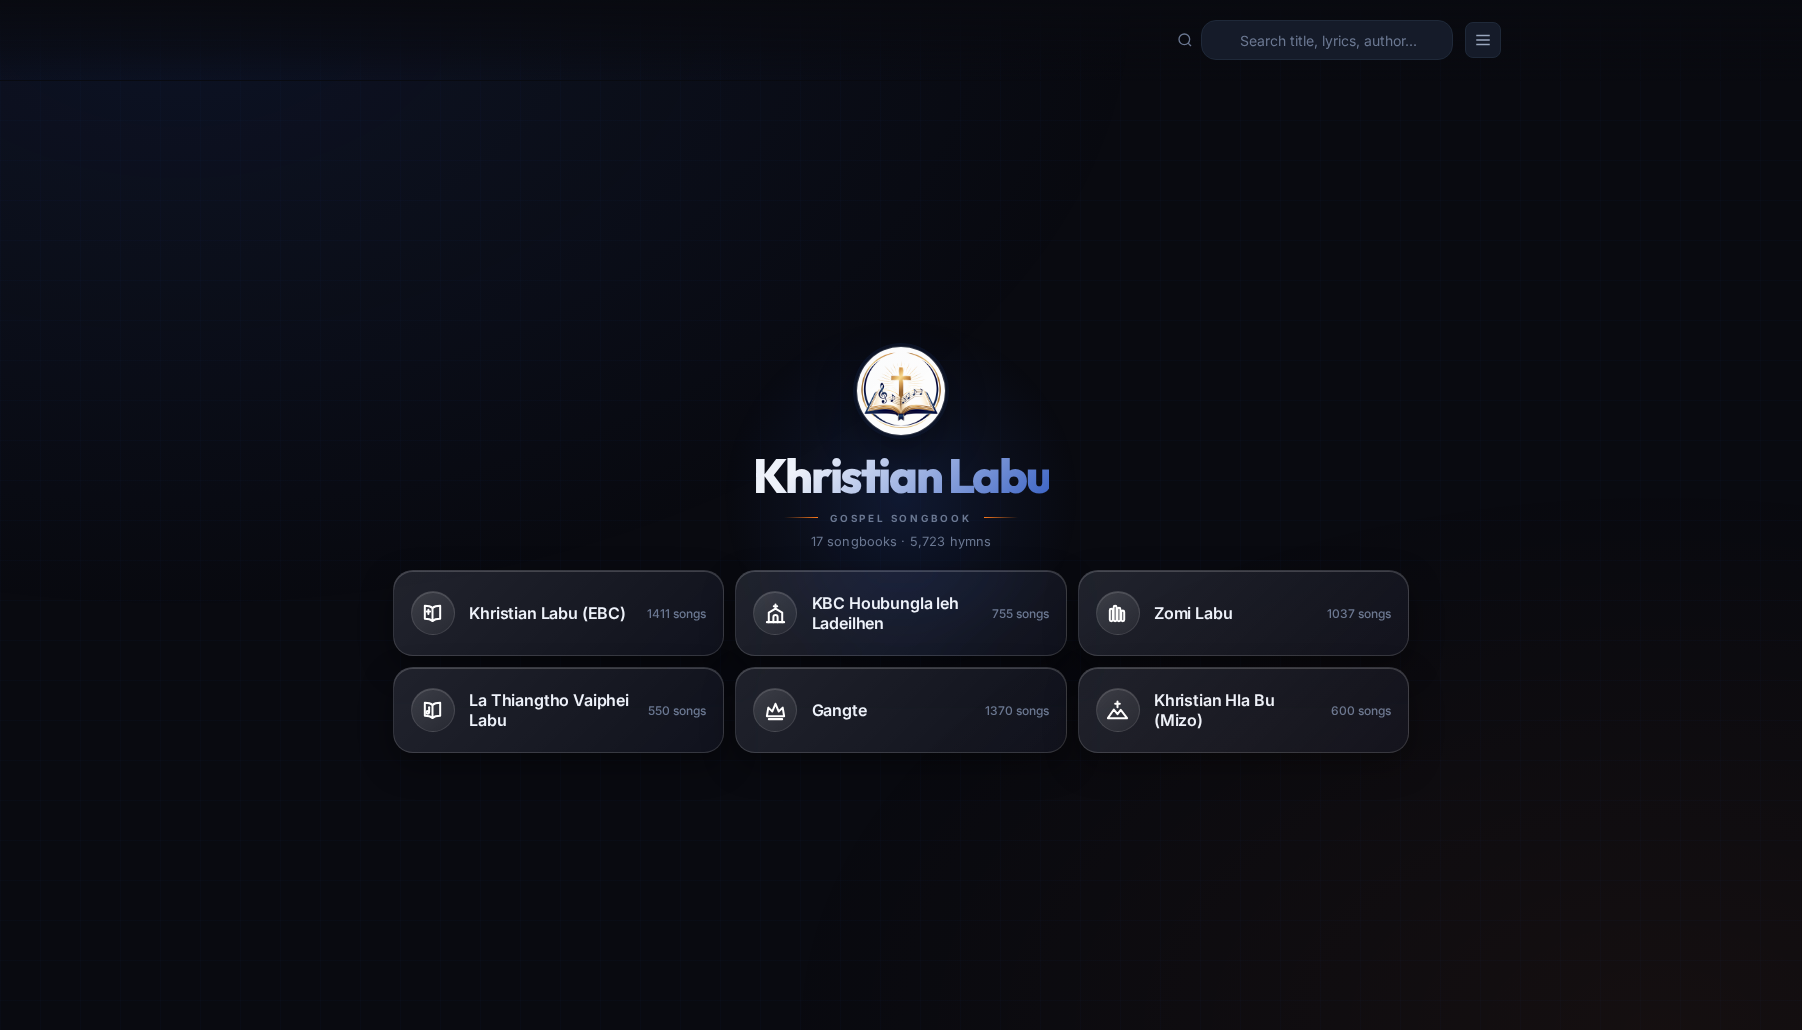 Search title, lyrics, author...
Khristian Labu
GOSPEL SONGBOOK
17 songbooks · 5,723 hymns
Khristian Labu (EBC)
1411 songs
KBC Houbungla leh
Ladeilhen
755 songs
Zomi Labu
1037 songs
La Thiangtho Vaiphei
Labu
550 songs
Gangte
1370 songs
Khristian Hla Bu
(Mizo)
600 songs